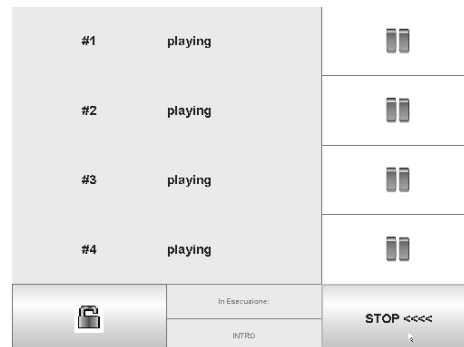 #1 playing
#2 playing
#3 playing
#4 playing
In Esecuzione:
STOP <<<<
INTRO